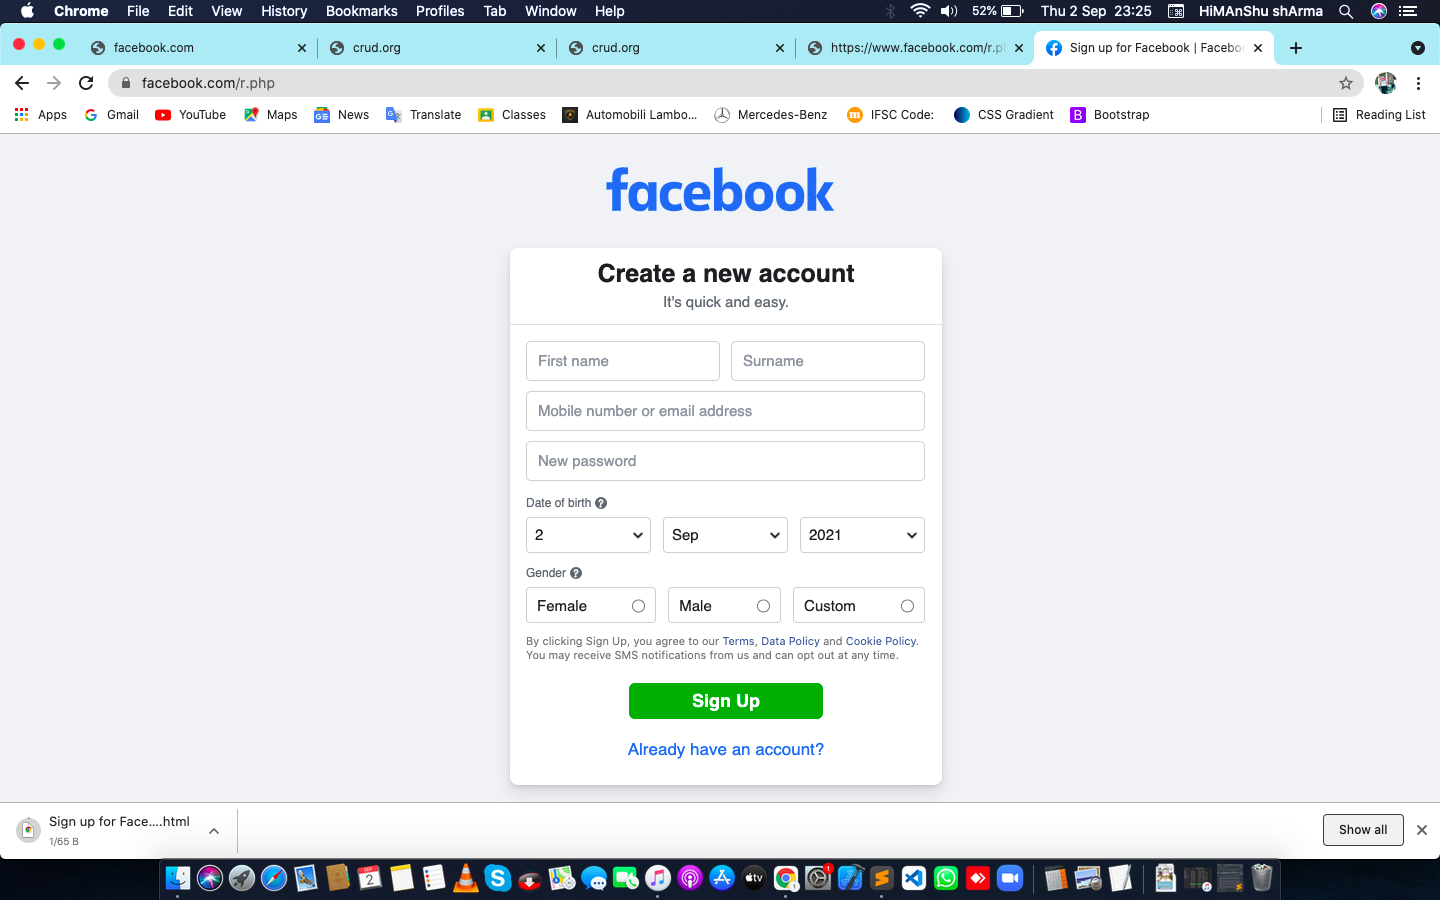 Chrome File Edit View History Bookmarks Profiles Tab Window Help 52% Thu 2 Sep 23:25 HiMAnShu shArma
facebook.com crud.org crud.org https://www.facebook.com/r.p Sign up for Facebook | Facebo
facebook.com/r.php
Apps Gmail YouTube Maps News Translate Classes Automobili Lambo... Mercedes-Benz IFSC Code: CSS Gradient Bootstrap Reading List
facebook
Create a new account
It's quick and easy.
First name Surname
Mobile number or email address
New password
Date of birth
2 Sep 2021
Gender
Female Male Custom
By clicking Sign Up, you agree to our Terms, Data Policy and Cookie Policy.
You may receive SMS notifications from us and can opt out at any time.
Sign Up
Already have an account?
Sign up for Face....html
1/65 B
Show all
SEP
2
tv
1